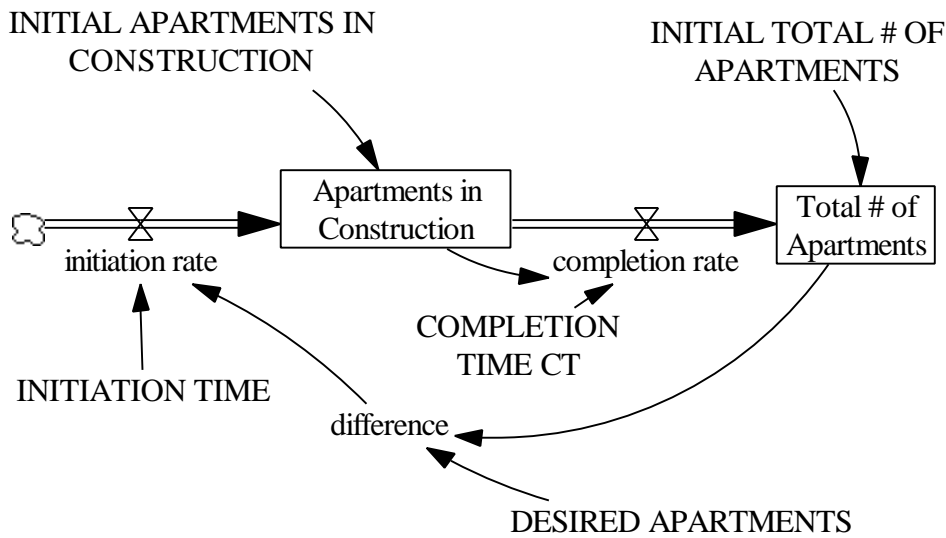 INITIAL APARTMENTS IN
CONSTRUCTION
INITIAL TOTAL # OF
APARTMENTS
Apartments in
Construction
Total # of
Apartments
initiation rate
completion rate
COMPLETION
TIME CT
INITIATION TIME
difference
DESIRED APARTMENTS